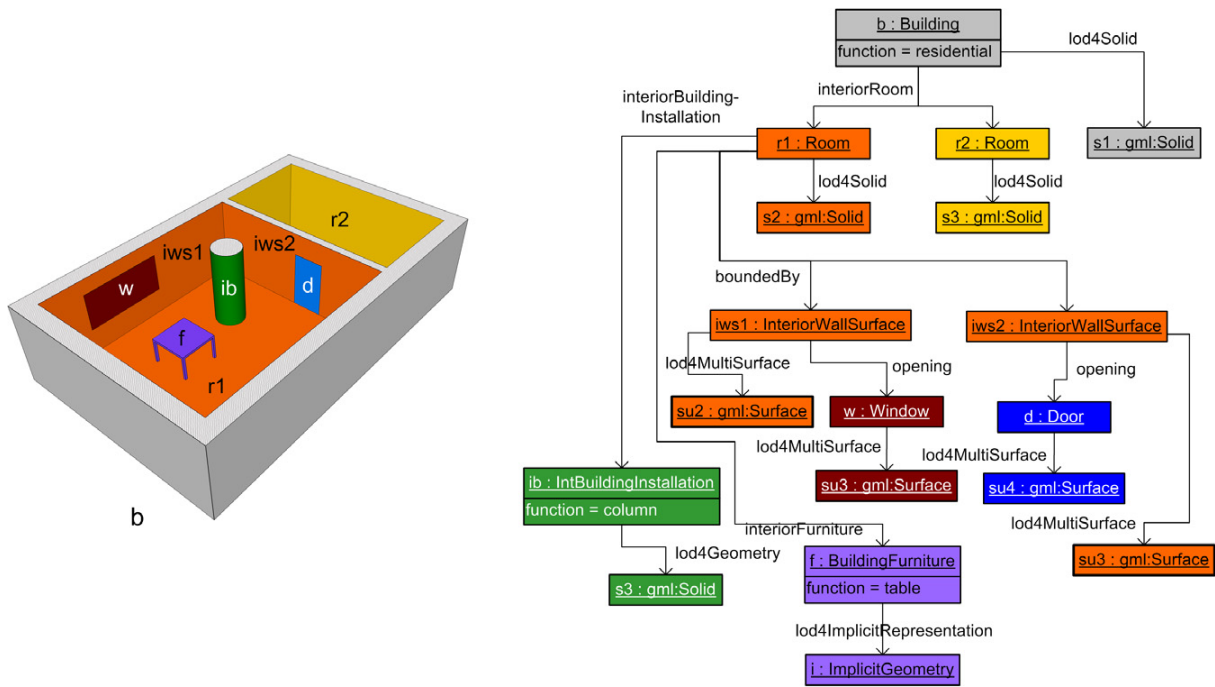 b : Building
function = residential
lod4Solid
interiorRoom
interiorBuilding-
Installation
r1 : Room
r2 : Room
s1 : gml:Solid
lod4Solid
lod4Solid
s2 : gml:Solid
s3 : gml:Solid
r2
iws1
iws2
w
ib
d
f
r1
b
boundedBy
iws1 : InteriorWallSurface
iws2 : InteriorWallSurface
lod4MultiSurface
opening
opening
su2 : gml:Surface
w : Window
d : Door
lod4MultiSurface
lod4MultiSurface
ib : IntBuildingInstallation
function = column
su3 : gml:Surface
su4 : gml:Surface
lod4MultiSurface
interiorFurniture
lod4Geometry
f : BuildingFurniture
function = table
su3 : gml:Surface
s3 : gml:Solid
lod4ImplicitRepresentation
i : ImplicitGeometry